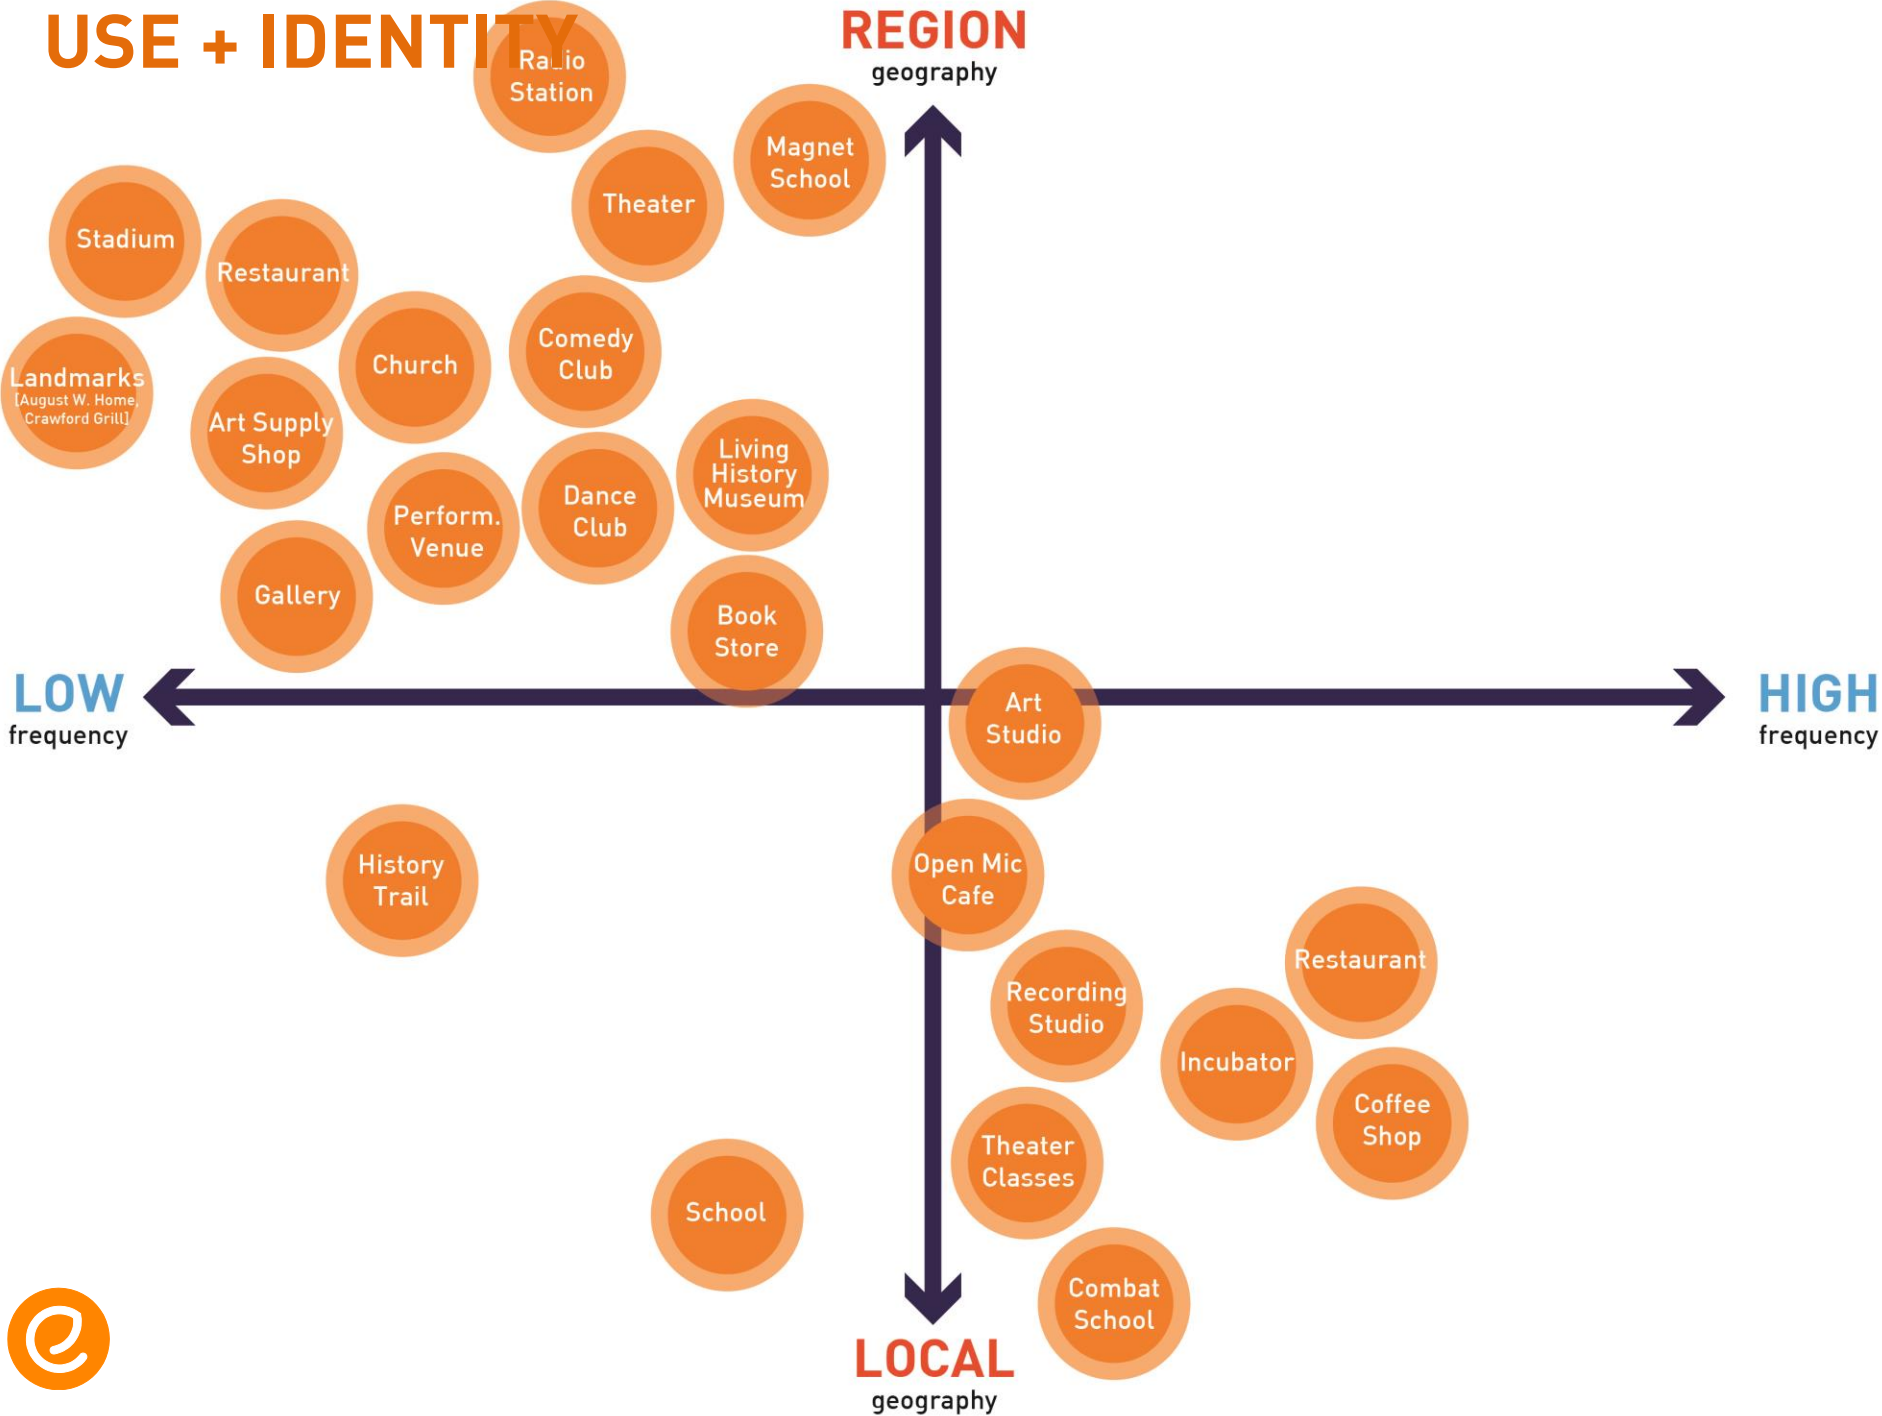 USE + IDENTITY
REGION
geography
Radio
Station
Magnet
School
Theater
Stadium
Restaurant
Church
Comedy
Club
Landmarks
[August W. Home,
Crawford Grill]
Art Supply
Shop
Living
History
Museum
Perform.
Venue
Dance
Club
Gallery
Book
Store
LOW
frequency
HIGH
frequency
Art
Studio
History
Trail
Open Mic
Cafe
Restaurant
Recording
Studio
Incubator
Coffee
Shop
Theater
Classes
School
Combat
School
LOCAL
geography